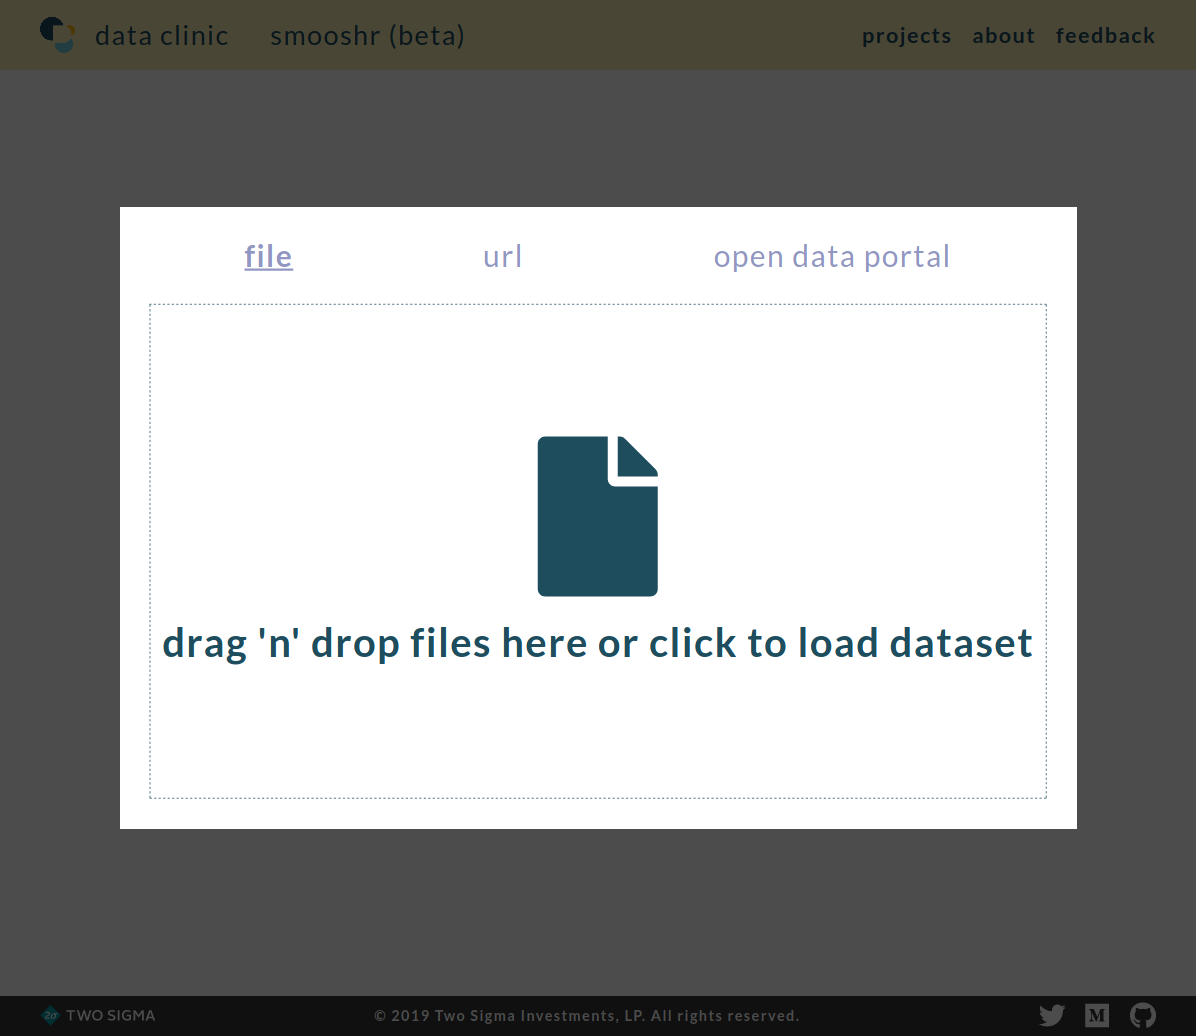 data clinic smooshr (beta) projects about feedback
file url open data portal
drag 'n' drop files here or click to load dataset
2σ TWO SIGMA © 2019 Two Sigma Investments, LP. All rights reserved. M